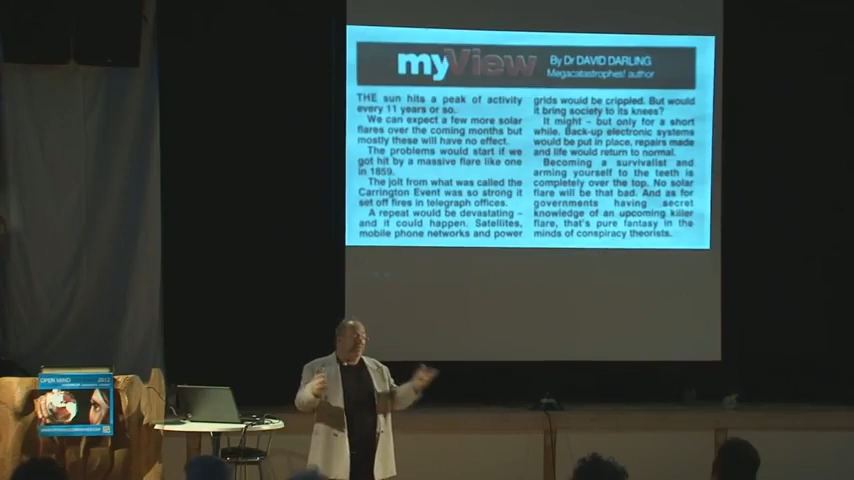 myView
By Dr DAVID DARLING
Megacatastrophes! author
THE sun hits a peak of activity
every 11 years or so.
We can expect a few more solar
flares over the coming months but
mostly these will have no effect.
The problems would start if we
got hit by a massive flare like one
in 1859.
The jolt from what was called the
Carrington Event was so strong it
set off fires in telegraph offices.
A repeat would be devastating –
and it could happen. Satellites,
mobile phone networks and power
grids would be crippled. But would
it bring society to its knees?
It might – but only for a short
while. Back-up electronic systems
would be put in place, repairs made
and life would return to normal.
Becoming a survivalist and
arming yourself to the teeth is
completely over the top. No solar
flare will be that bad. And as for
governments having secret
knowledge of an upcoming killer
flare, that's pure fantasy in the
minds of conspiracy theorists.
OPEN MIND 2012